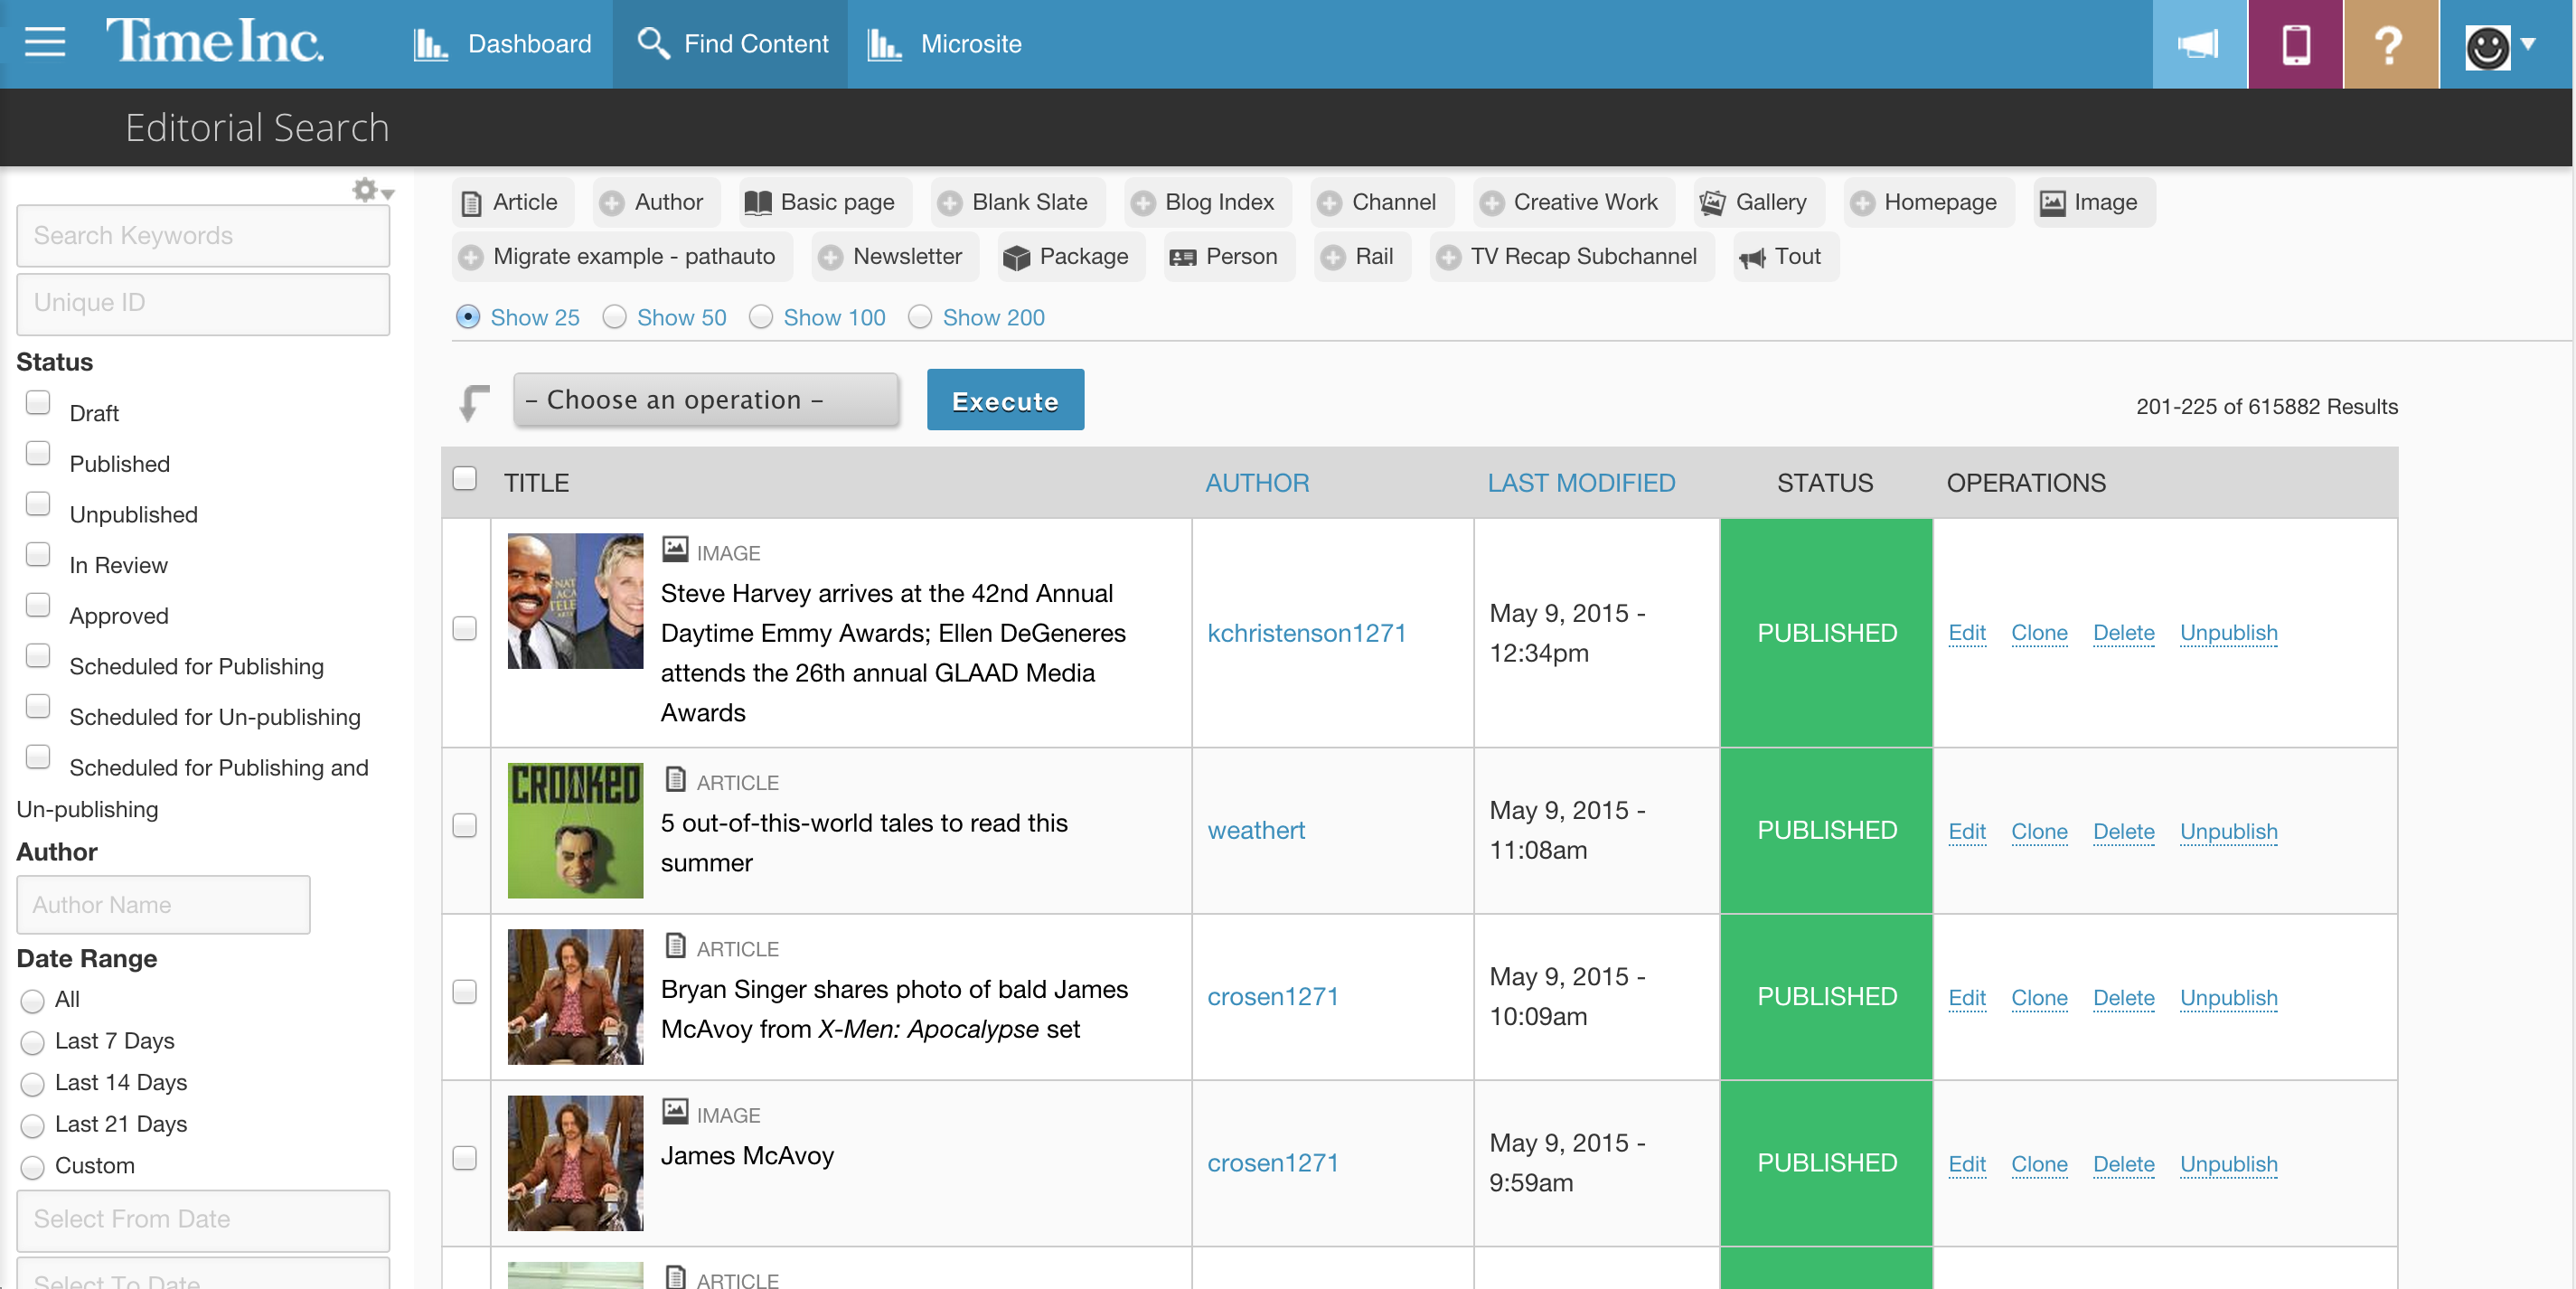 Time Inc.
Dashboard
Find Content
Microsite
?
Editorial Search
Search Keywords
Unique ID
Status
Draft
Published
Unpublished
In Review
Approved
Scheduled for Publishing
Scheduled for Un-publishing
Scheduled for Publishing and
Un-publishing
Author
Author Name
Date Range
All
Last 7 Days
Last 14 Days
Last 21 Days
Custom
Select From Date
Select To Date
Article Author Basic page Blank Slate Blog Index Channel Creative Work Gallery Homepage Image
Migrate example - pathauto Newsletter Package Person Rail TV Recap Subchannel Tout
Show 25 Show 50 Show 100 Show 200
– Choose an operation –
Execute
201-225 of 615882 Results
TITLE AUTHOR LAST MODIFIED STATUS OPERATIONS
IMAGE
Steve Harvey arrives at the 42nd Annual
Daytime Emmy Awards; Ellen DeGeneres
attends the 26th annual GLAAD Media
Awards
kchristenson1271
May 9, 2015 -
12:34pm
PUBLISHED
Edit Clone Delete Unpublish
CROOKED
ARTICLE
5 out-of-this-world tales to read this
summer
weathert
May 9, 2015 -
11:08am
PUBLISHED
Edit Clone Delete Unpublish
ARTICLE
Bryan Singer shares photo of bald James
McAvoy from X-Men: Apocalypse set
crosen1271
May 9, 2015 -
10:09am
PUBLISHED
Edit Clone Delete Unpublish
IMAGE
James McAvoy
crosen1271
May 9, 2015 -
9:59am
PUBLISHED
Edit Clone Delete Unpublish
ARTICLE